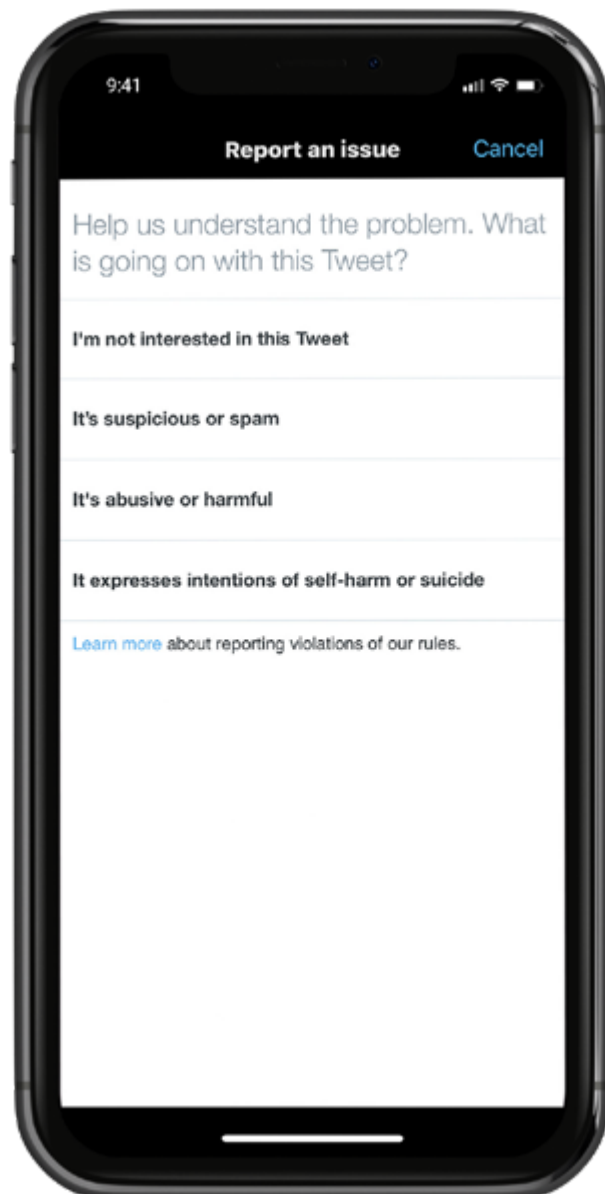 9:41
Report an issue
Cancel
Help us understand the problem. What
is going on with this Tweet?
I'm not interested in this Tweet
It's suspicious or spam
It's abusive or harmful
It expresses intentions of self-harm or suicide
Learn more about reporting violations of our rules.